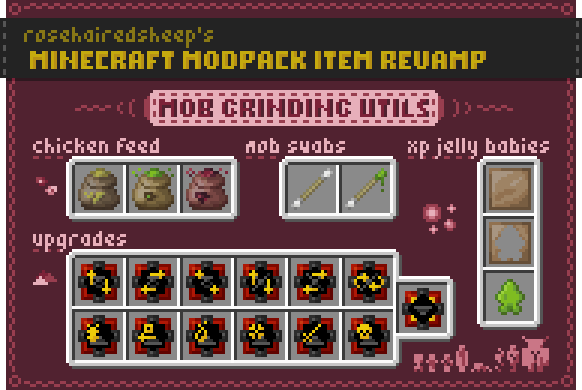 rosehairedsheep's
MINECRAFT MODPACK ITEM REVAMP
MOB GRINDING UTILS
chicken feed
mob swabs
xp jelly babies
upgrades